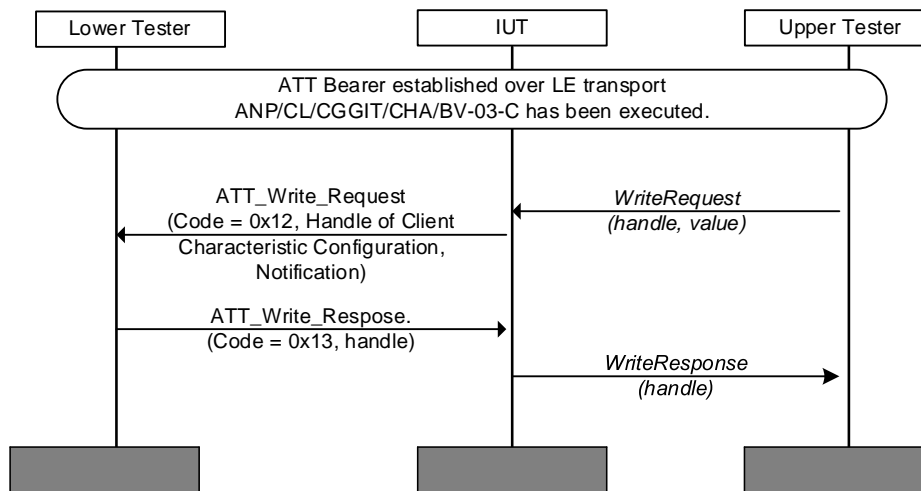 Lower Tester
IUT
Upper Tester
ATT Bearer established over LE transport
ANP/CL/CGGIT/CHA/BV-03-C has been executed.
ATT_Write_Request
(Code = 0x12, Handle of Client
Characteristic Configuration,
Notification)
WriteRequest
(handle, value)
ATT_Write_Respose.
(Code = 0x13, handle)
WriteResponse
(handle)